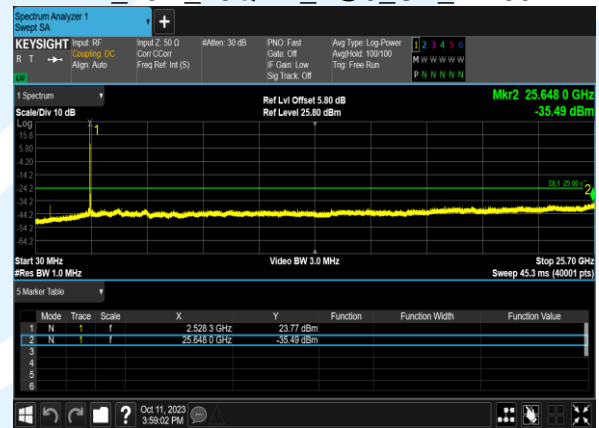 Spectrum Analyzer 1
Swept SA
KEYSIGHT Input: RF Input Z: 50 Ω #Atten: 30 dB PNO: Fast Avg Type: Log-Power 1 2 3 4 5 6
R T Coupling: DC Corr CCorr Gate: Off Avg|Hold: 100/100 M W W W W W
Align: Auto Freq Ref: Int (S) IF Gain: Low Trig: Free Run
Sig Track: Off P N N N N N
1 Spectrum Ref Lvl Offset 5.80 dB Mkr2 25.648 0 GHz
Scale/Div 10 dB Ref Level 25.80 dBm -35.49 dBm
Log
1
15.8
5.80
-4.20
-14.2
-24.2 DL1 -25.00
2
-34.2
-44.2
-54.2
-64.2
Start 30 MHz Video BW 3.0 MHz Stop 25.70 GHz
#Res BW 1.0 MHz Sweep 45.3 ms (40001 pts)
5 Marker Table
Mode Trace Scale X Y Function Function Width Function Value
1 N 1 f 2.528 3 GHz 23.77 dBm
2 N 1 f 25.648 0 GHz -35.49 dBm
3
4
5
6
? Oct 11, 2023
3:59:02 PM